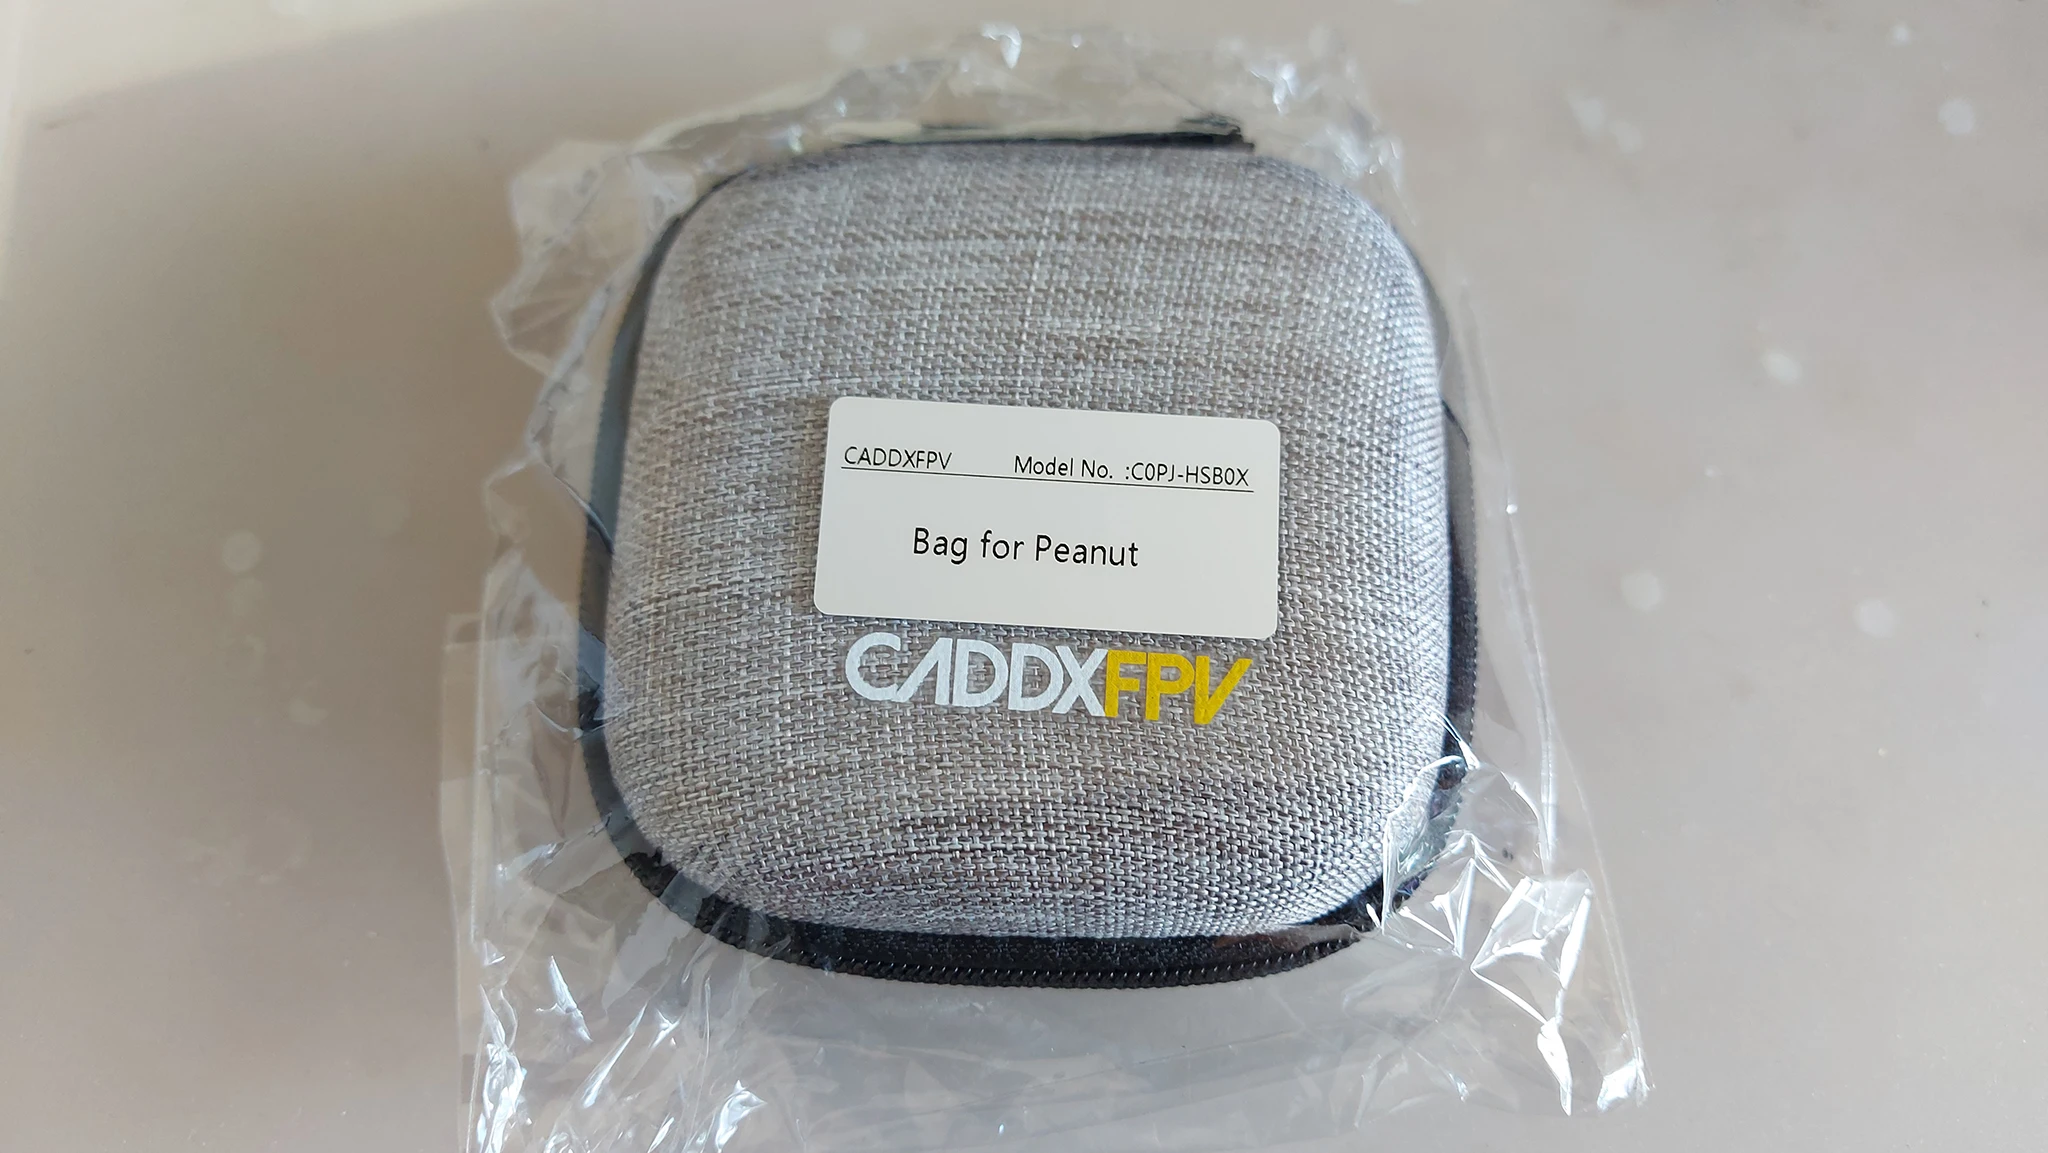 CADDXFPV Model No. :C0PJ-HSB0X
Bag for Peanut
CADDXFPV